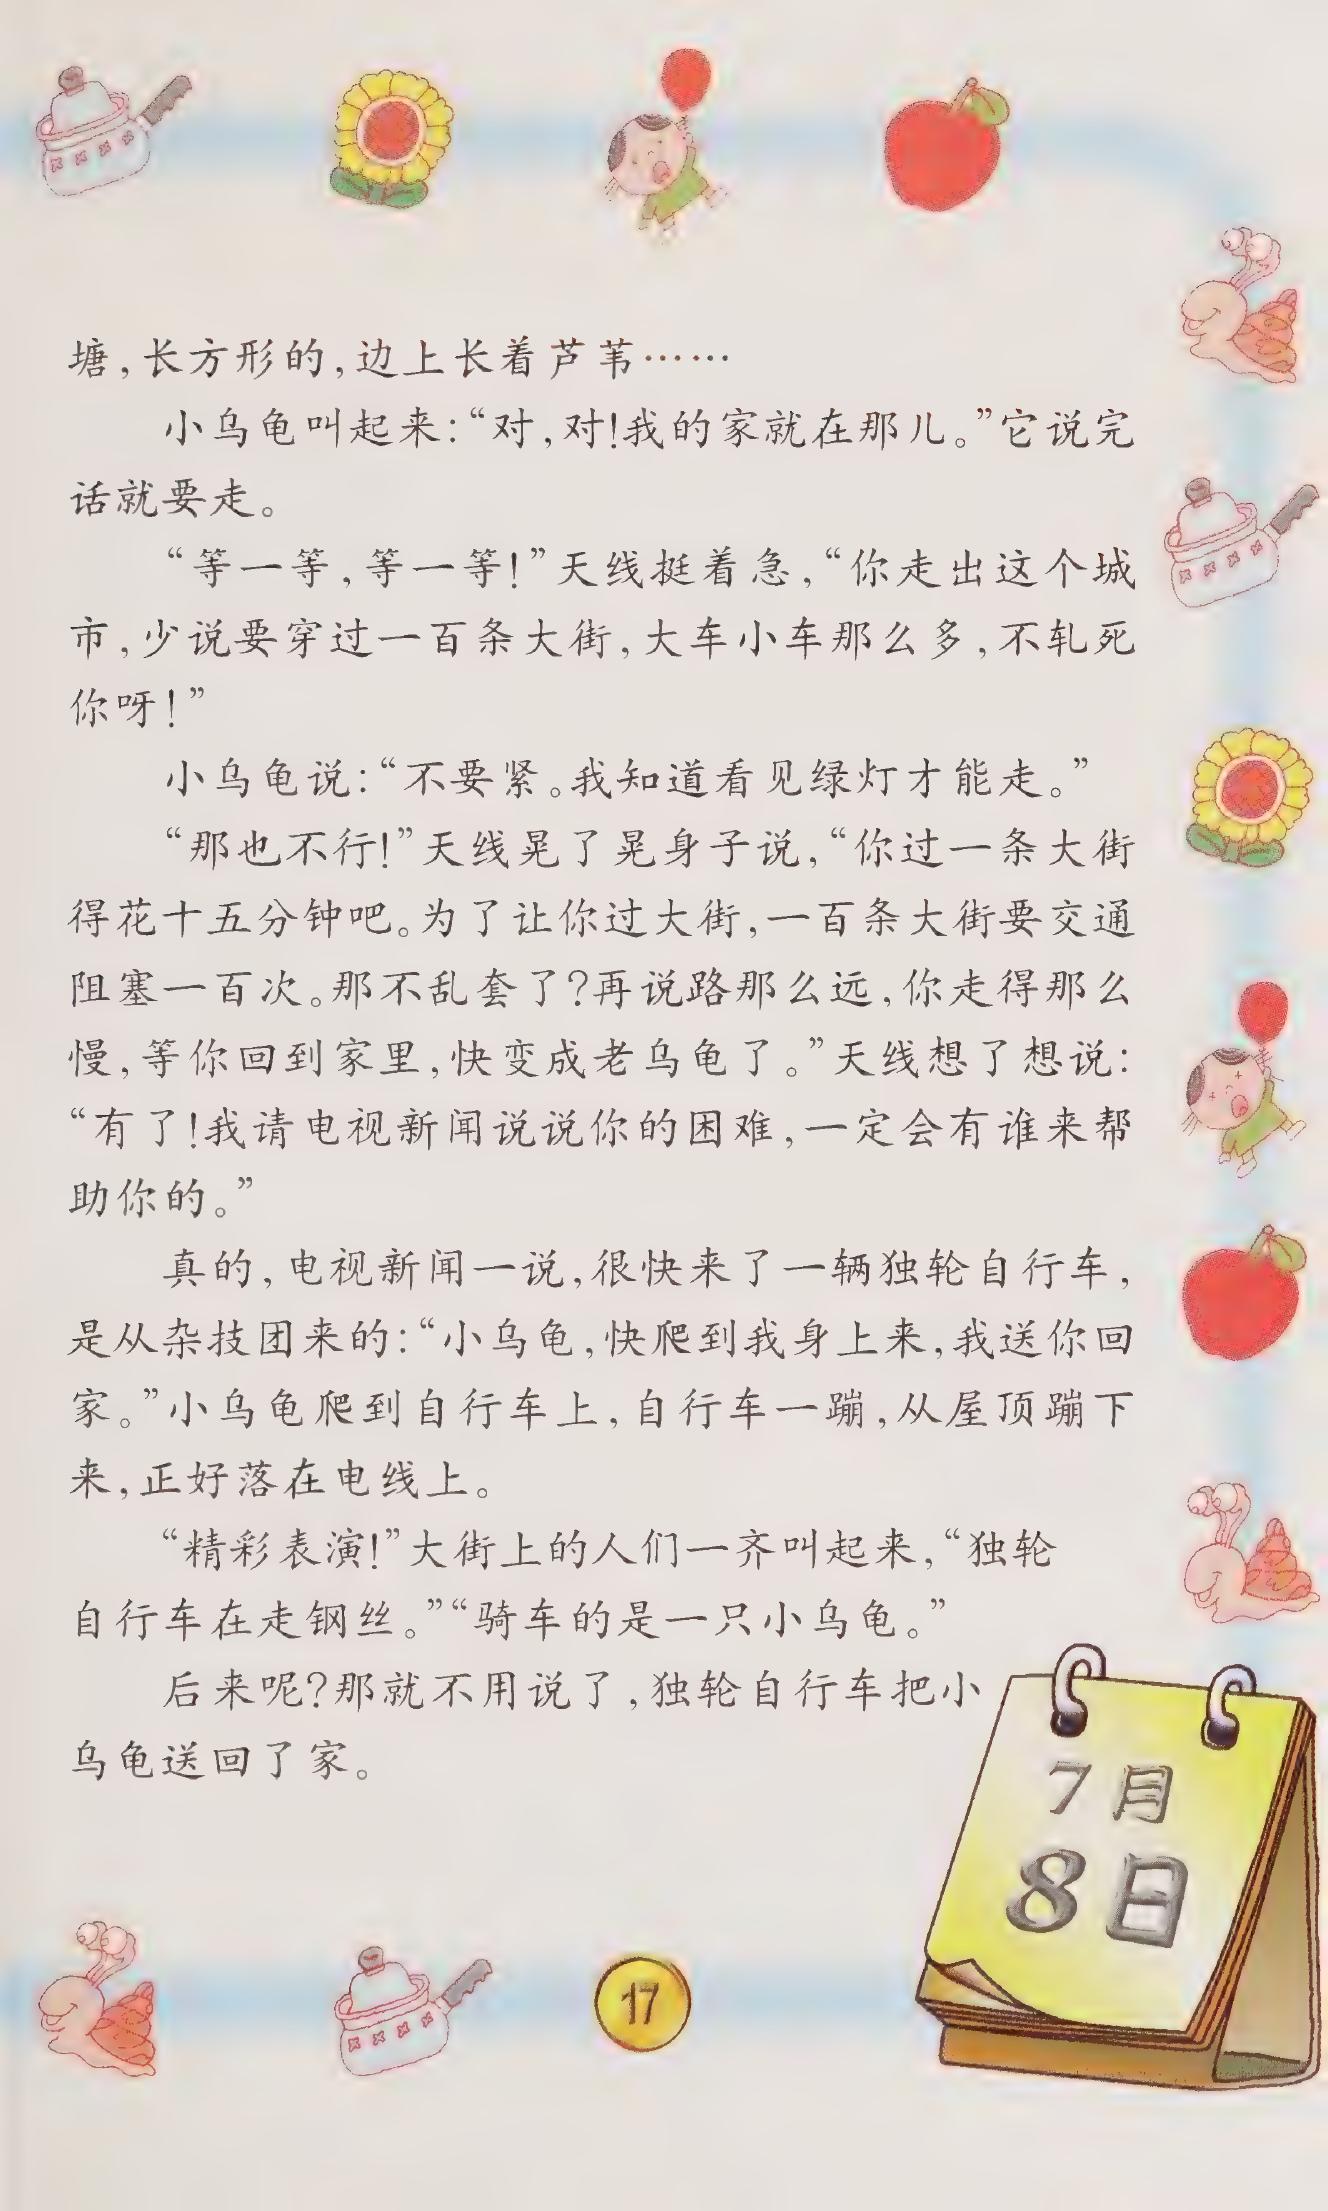 塘,长方形的,边上长着芦苇……
小乌龟叫起来:“对,对!我的家就在那儿。”它说完
话就要走。
“等一等,等一等!”天线挺着急,“你走出这个城
市,少说要穿过一百条大街,大车小车那么多,不轧死
你呀!”
小乌龟说:“不要紧。我知道看见绿灯才能走。”
“那也不行!”天线晃了晃身子说,“你过一条大街
得花十五分钟吧。为了让你过大街,一百条大街要交通
阻塞一百次。那不乱套了?再说路那么远,你走得那么
慢,等你回到家里,快变成老乌龟了。”天线想了想说:
“有了!我请电视新闻说说你的困难,一定会有谁来帮
助你的。”
真的,电视新闻一说,很快来了一辆独轮自行车,
是从杂技团来的:“小乌龟,快爬到我身上来,我送你回
家。”小乌龟爬到自行车上,自行车一蹦,从屋顶蹦下
来,正好落在电线上。
“精彩表演!”大街上的人们一齐叫起来,“独轮
自行车在走钢丝。”“骑车的是一只小乌龟。”
后来呢?那就不用说了,独轮自行车把小
乌龟送回了家。
7月
8日
17